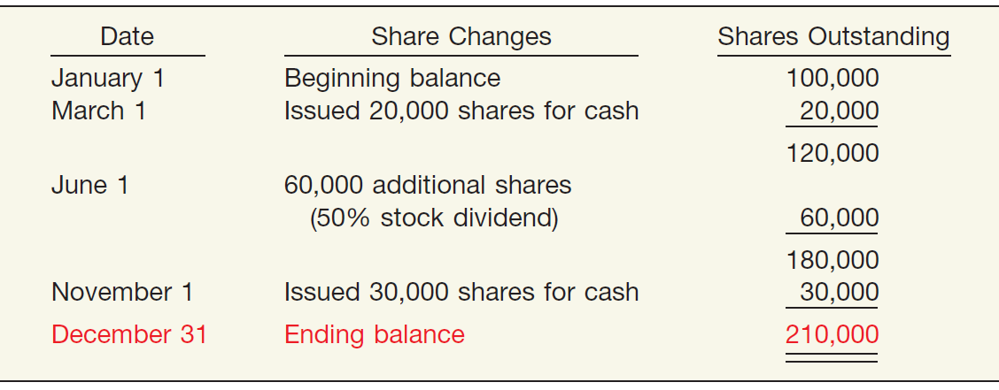 Date Share Changes Shares Outstanding
January 1 Beginning balance 100,000
March 1 Issued 20,000 shares for cash 20,000
120,000
June 1 60,000 additional shares
(50% stock dividend) 60,000
180,000
November 1 Issued 30,000 shares for cash 30,000
December 31 Ending balance 210,000